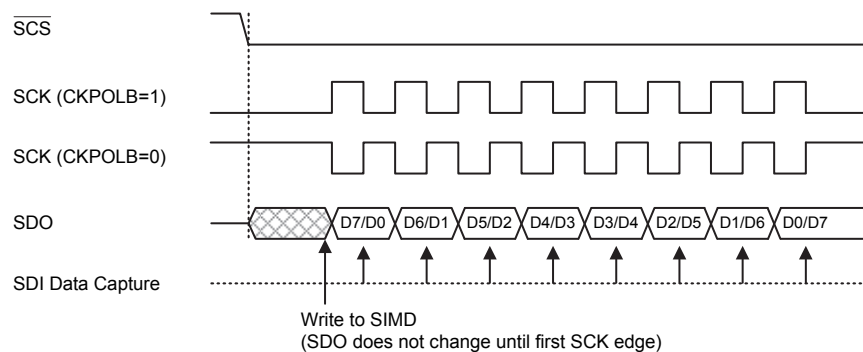 SCS
SCK (CKPOLB=1)
SCK (CKPOLB=0)
SDO
D7/D0 D6/D1 D5/D2 D4/D3 D3/D4 D2/D5 D1/D6 D0/D7
SDI Data Capture
Write to SIMD
(SDO does not change until first SCK edge)